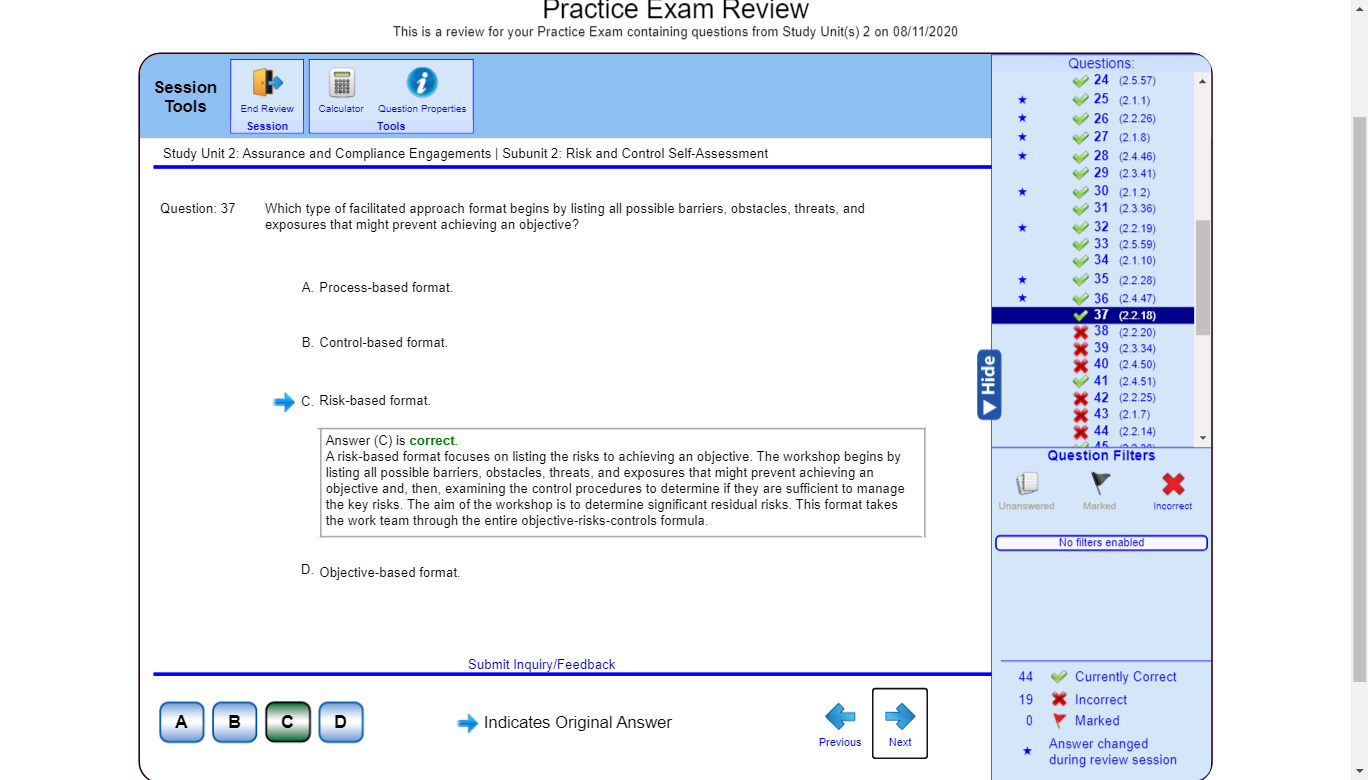 Practice Exam Review
This is a review for your Practice Exam containing questions from Study Unit(s) 2 on 08/11/2020
Session
Tools
End Review
Session
Calculator
Question Properties
Tools
Study Unit 2: Assurance and Compliance Engagements | Subunit 2: Risk and Control Self-Assessment
Question: 37
Which type of facilitated approach format begins by listing all possible barriers, obstacles, threats, and
exposures that might prevent achieving an objective?
A. Process-based format.
B. Control-based format.
C. Risk-based format.
Answer (C) is correct.
A risk-based format focuses on listing the risks to achieving an objective. The workshop begins by
listing all possible barriers, obstacles, threats, and exposures that might prevent achieving an
objective and, then, examining the control procedures to determine if they are sufficient to manage
the key risks. The aim of the workshop is to determine significant residual risks. This format takes
the work team through the entire objective-risks-controls formula.
D. Objective-based format.
Submit Inquiry/Feedback
A B C D
Indicates Original Answer
Previous
Next
Questions:
24 (2.5.57)
25 (2.1.1)
26 (2.2.26)
27 (2.1.8)
28 (2.4.46)
29 (2.3.41)
30 (2.1.2)
31 (2.3.36)
32 (2.2.19)
33 (2.5.59)
34 (2.1.10)
35 (2.2.28)
36 (2.4.47)
37 (2.2.18)
38 (2.2.20)
39 (2.3.34)
40 (2.4.50)
41 (2.4.51)
42 (2.2.25)
43 (2.1.7)
44 (2.2.14)
Hide
Question Filters
Unanswered
Marked
Incorrect
No filters enabled
44 Currently Correct
19 Incorrect
0 Marked
Answer changed
during review session